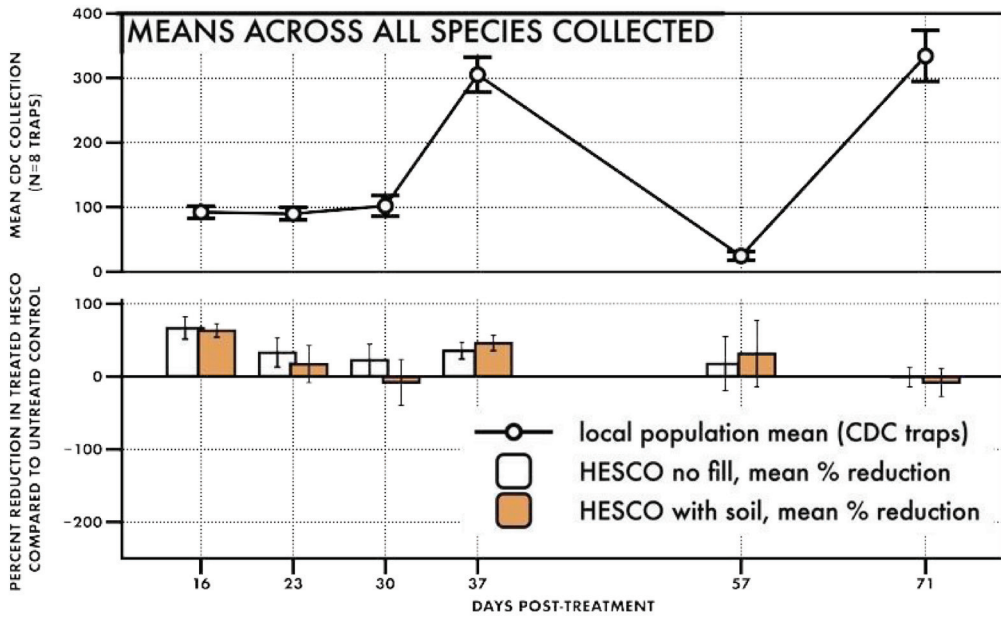 MEANS ACROSS ALL SPECIES COLLECTED
MEAN CDC COLLECTION
(N=8 TRAPS)
400
300
200
100
0
PERCENT REDUCTION IN TREATED HESCO
COMPARED TO UNTREATD CONTROL
100
0
-100
-200
local population mean (CDC traps)
HESCO no fill, mean % reduction
HESCO with soil, mean % reduction
16
23
30
37
57
71
DAYS POST-TREATMENT